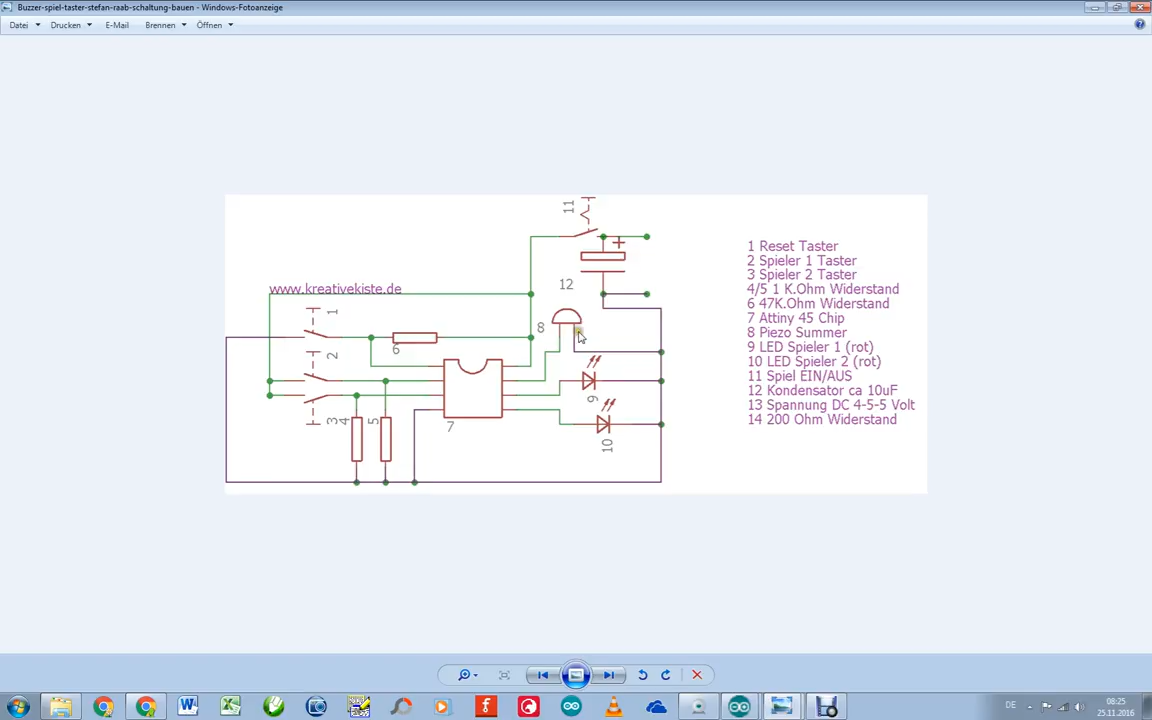 Buzzer-spiel-taster-stefan-raab-schaltung-bauen - Windows-Fotoanzeige
Datei Drucken E-Mail Brennen Öffnen
11
+
12
www.kreativekiste.de
8
1
6
2
9
3
4
5
7
10
1 Reset Taster
2 Spieler 1 Taster
3 Spieler 2 Taster
4/5 1 K.Ohm Widerstand
6 47K.Ohm Widerstand
7 Attiny 45 Chip
8 Piezo Summer
9 LED Spieler 1 (rot)
10 LED Spieler 2 (rot)
11 Spiel EIN/AUS
12 Kondensator ca 10uF
13 Spannung DC 4-5-5 Volt
14 200 Ohm Widerstand
DE
08:25
25.11.2016